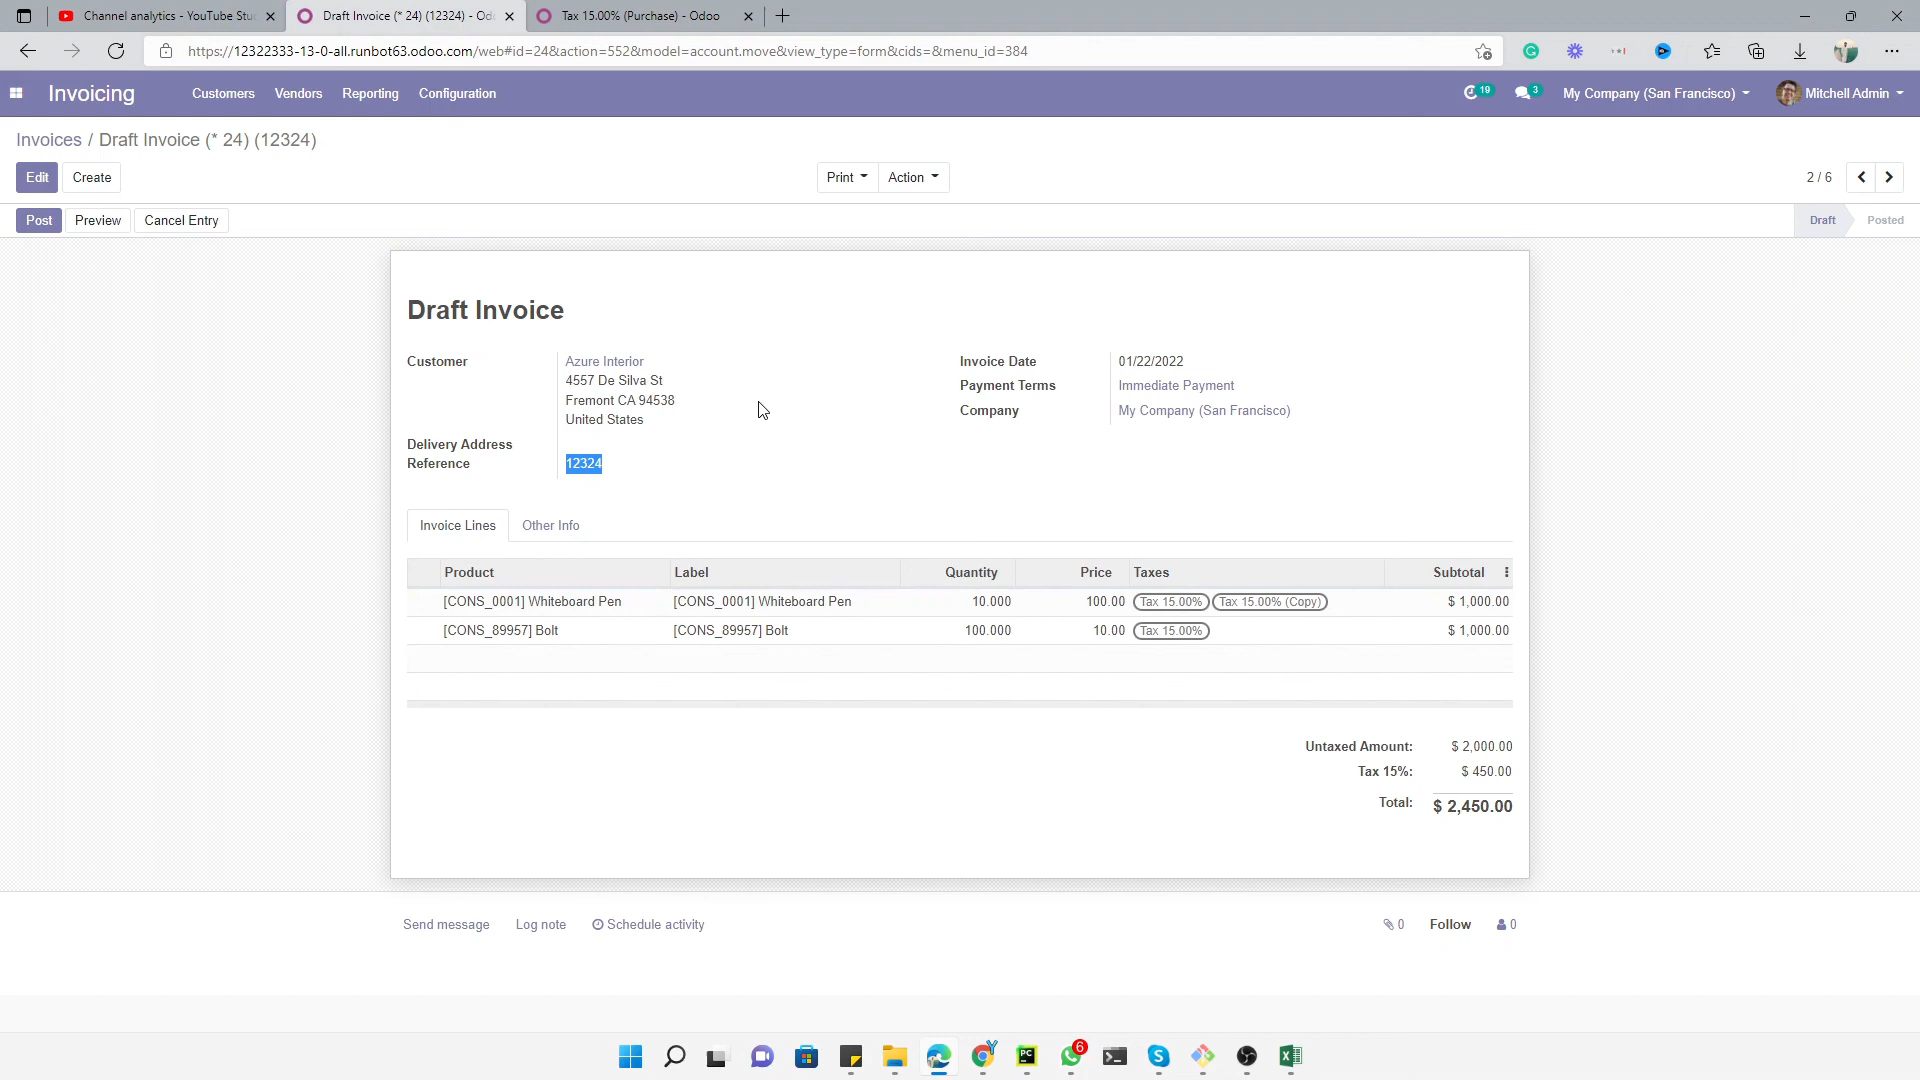 Channel analytics - YouTube Stu
Draft Invoice (* 24) (12324) - Od
Tax 15.00% (Purchase) - Odoo
https://12322333-13-0-all.runbot63.odoo.com/web#id=24&action=552&model=account.move&view_type=form&cids=&menu_id=384
Invoicing Customers Vendors Reporting Configuration 19 3 My Company (San Francisco) Mitchell Admin
Invoices / Draft Invoice (* 24) (12324)
Edit Create Print Action 2 / 6
Post Preview Cancel Entry Draft Posted
Draft Invoice
Customer Azure Interior
4557 De Silva St
Fremont CA 94538
United States
Delivery Address
Reference 12324
Invoice Date 01/22/2022
Payment Terms Immediate Payment
Company My Company (San Francisco)
Invoice Lines Other Info
Product Label Quantity Price Taxes Subtotal
[CONS_0001] Whiteboard Pen [CONS_0001] Whiteboard Pen 10.000 100.00 Tax 15.00% Tax 15.00% (Copy) $ 1,000.00
[CONS_89957] Bolt [CONS_89957] Bolt 100.000 10.00 Tax 15.00% $ 1,000.00
Untaxed Amount: $ 2,000.00
Tax 15%: $ 450.00
Total: $ 2,450.00
Send message Log note Schedule activity 0 Follow 0
PC 6